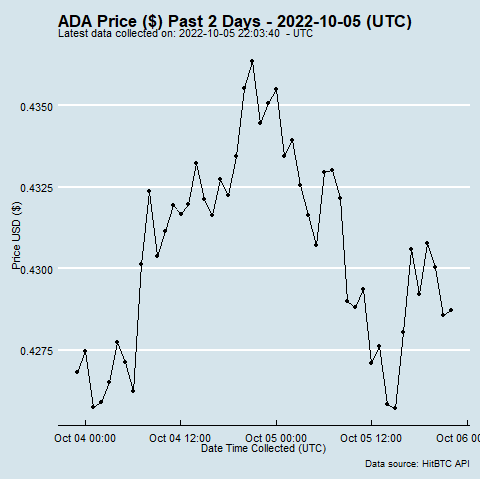 ADA Price ($) Past 2 Days - 2022-10-05 (UTC)
Latest data collected on: 2022-10-05 22:03:40  - UTC
0.4350
0.4325
0.4300
0.4275
Price USD ($)
Oct 04 00:00 Oct 04 12:00 Oct 05 00:00 Oct 05 12:00 Oct 06 0
Date Time Collected (UTC)
Data source: HitBTC API